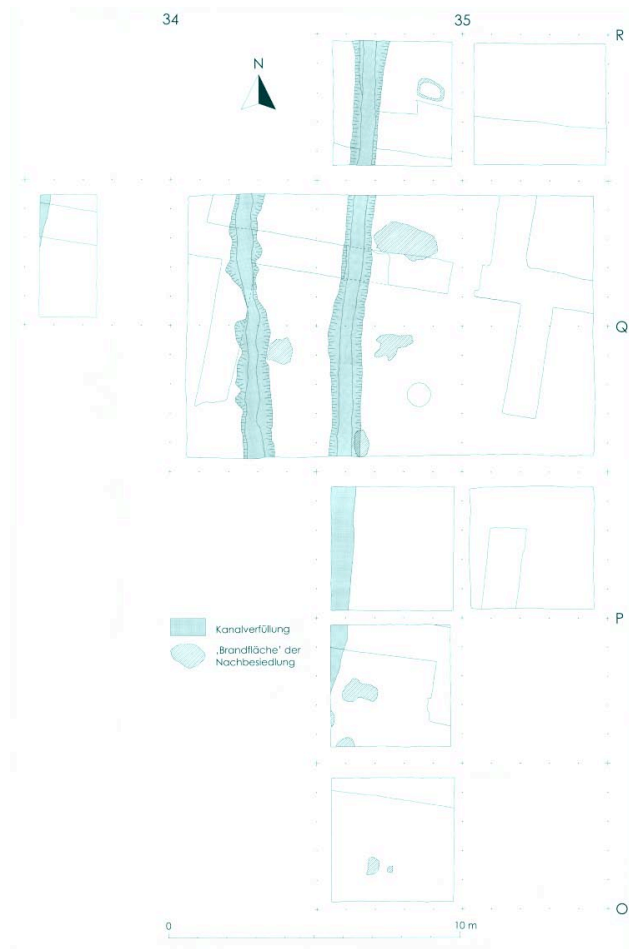 34 35
R
N
Q
Kanalverfüllung
‚Brandfläche' der
Nachbesiedlung
P
O
0 10 m